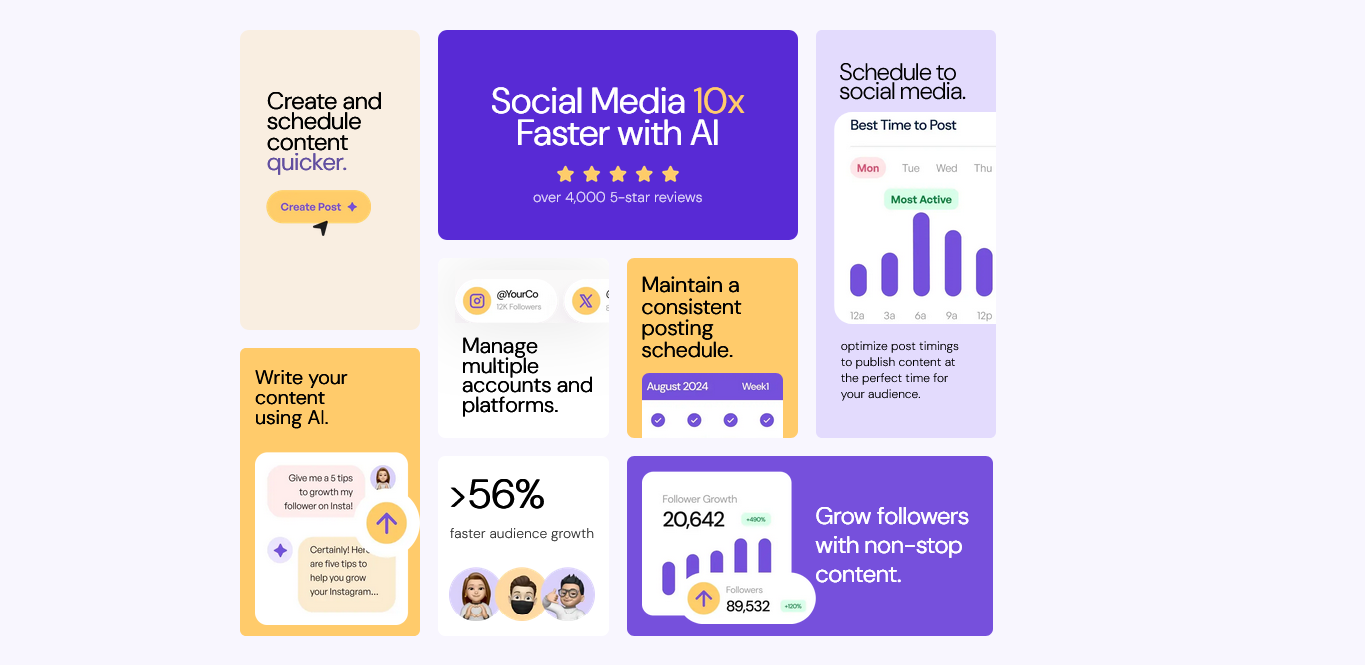 Create and
schedule
content
quicker.
Create Post
Social Media 10x
Faster with AI
over 4,000 5-star reviews
Schedule to
social media.
Best Time to Post
Mon Tue Wed Thu
Most Active
12a 3a 6a 9a 12p
optimize post timings
to publish content at
the perfect time for
your audience.
@YourCo
12K Followers
Manage
multiple
accounts and
platforms.
Maintain a
consistent
posting
schedule.
August 2024 Week1
Write your
content
using AI.
Give me a 5 tips
to growth my
follower on Insta!
Certainly! Here
are five tips to
help you grow
your Instagram...
>56%
faster audience growth
Follower Growth
20,642 +490%
Followers
89,532 +120%
Grow followers
with non-stop
content.